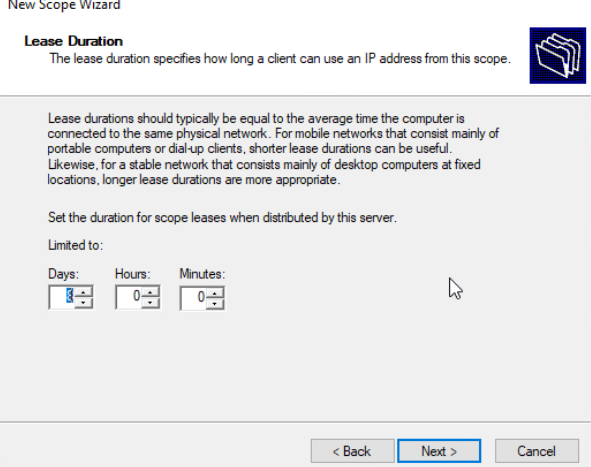 New Scope Wizard
Lease Duration
The lease duration specifies how long a client can use an IP address from this scope.
Lease durations should typically be equal to the average time the computer is
connected to the same physical network. For mobile networks that consist mainly of
portable computers or dial-up clients, shorter lease durations can be useful.
Likewise, for a stable network that consists mainly of desktop computers at fixed
locations, longer lease durations are more appropriate.
Set the duration for scope leases when distributed by this server.
Limited to:
Days: Hours: Minutes:
8 0 0
< Back Next > Cancel